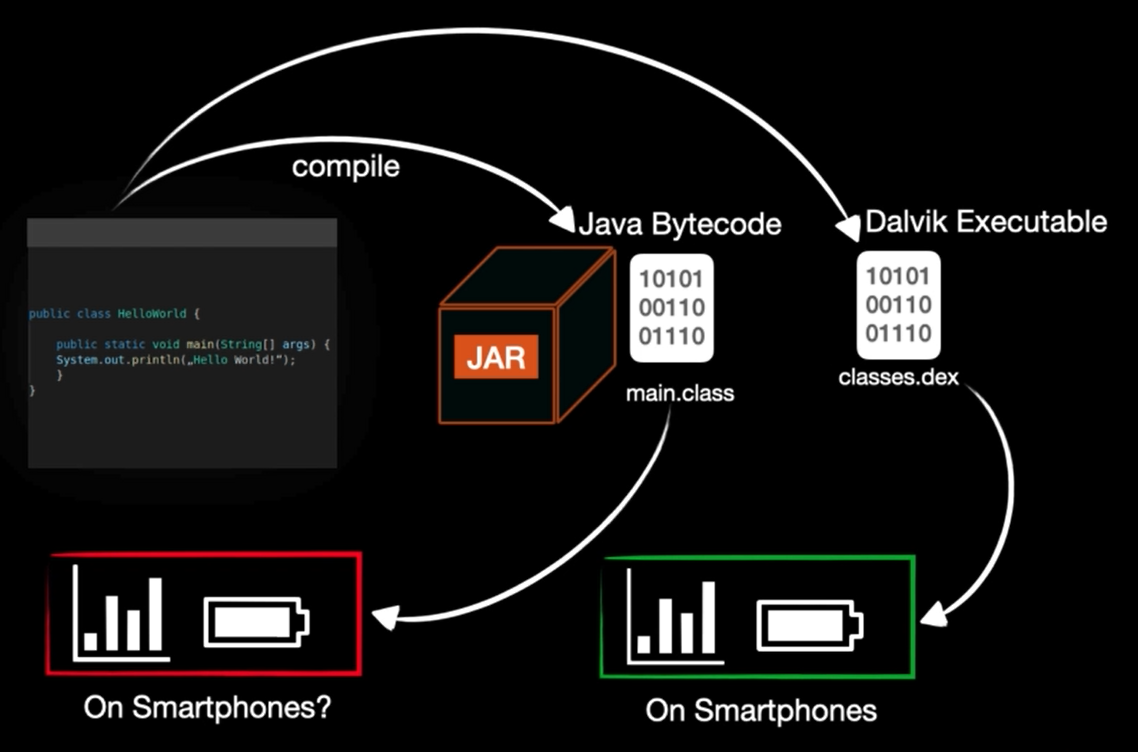 compile
Java Bytecode
Dalvik Executable
public class HelloWorld {
public static void main(String[] args) {
System.out.println(„Hello World!“);
}
}
JAR
10101
00110
01110
main.class
10101
00110
01110
classes.dex
On Smartphones?
On Smartphones